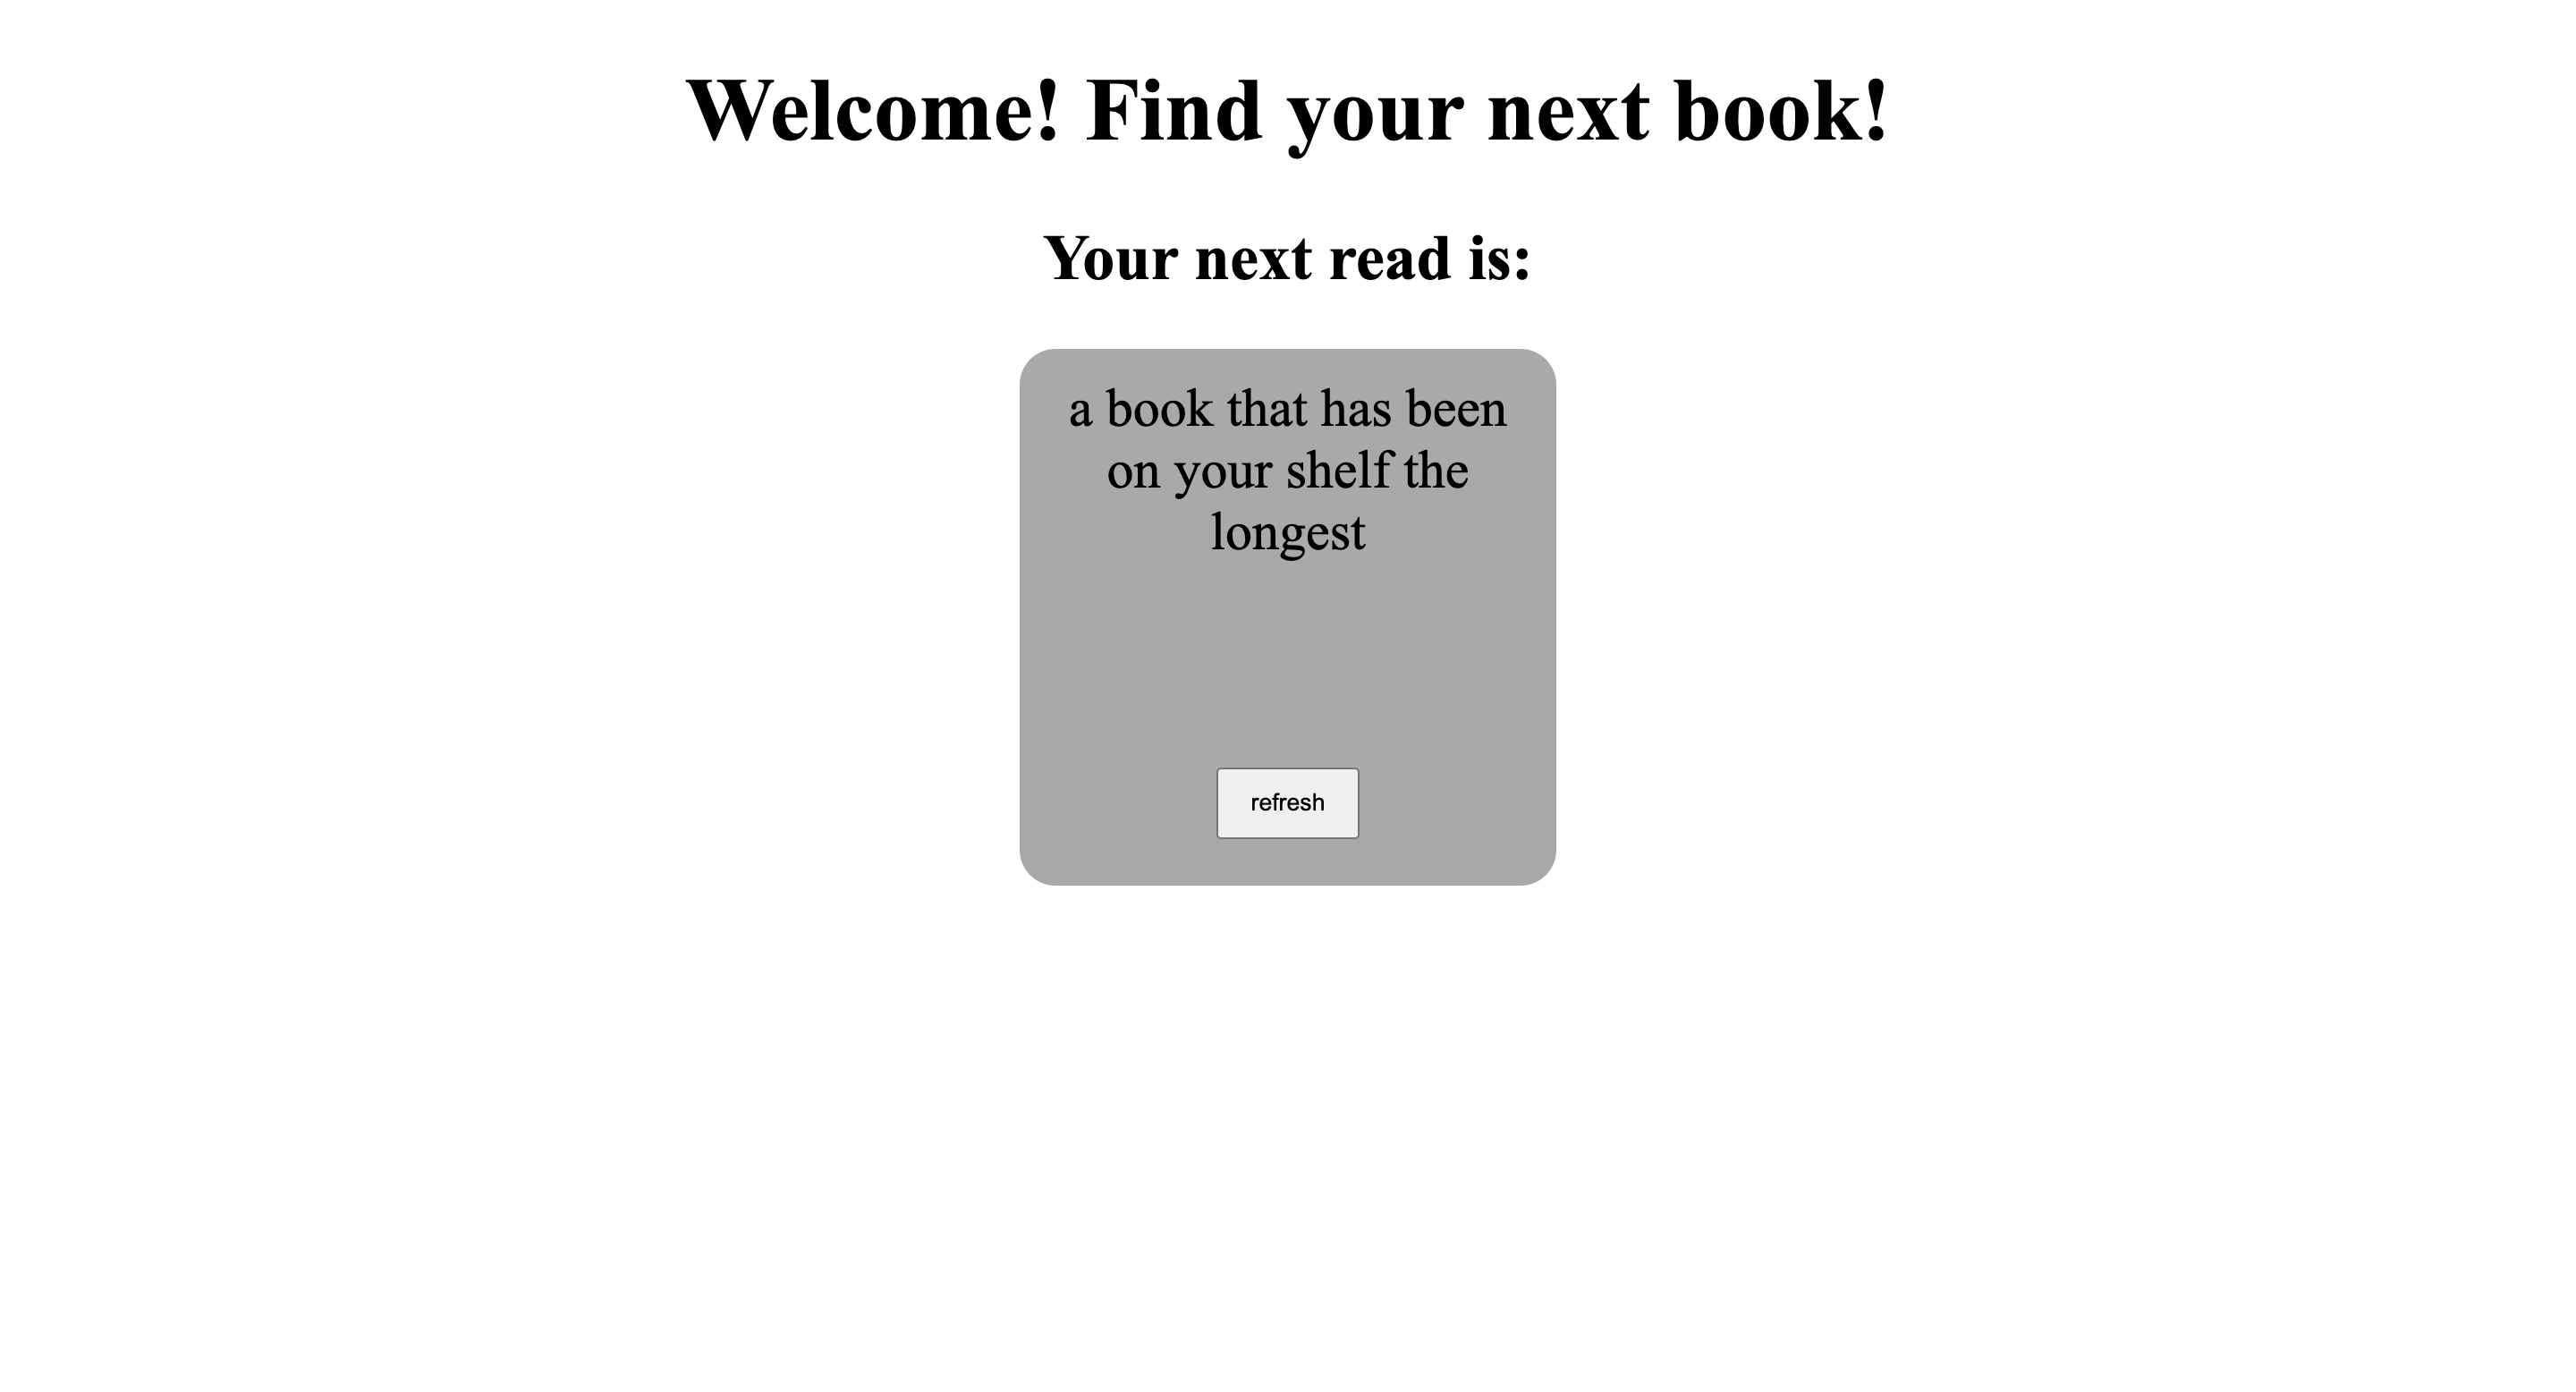 Welcome! Find your next book!
Your next read is:
a book that has been
on your shelf the
longest
refresh